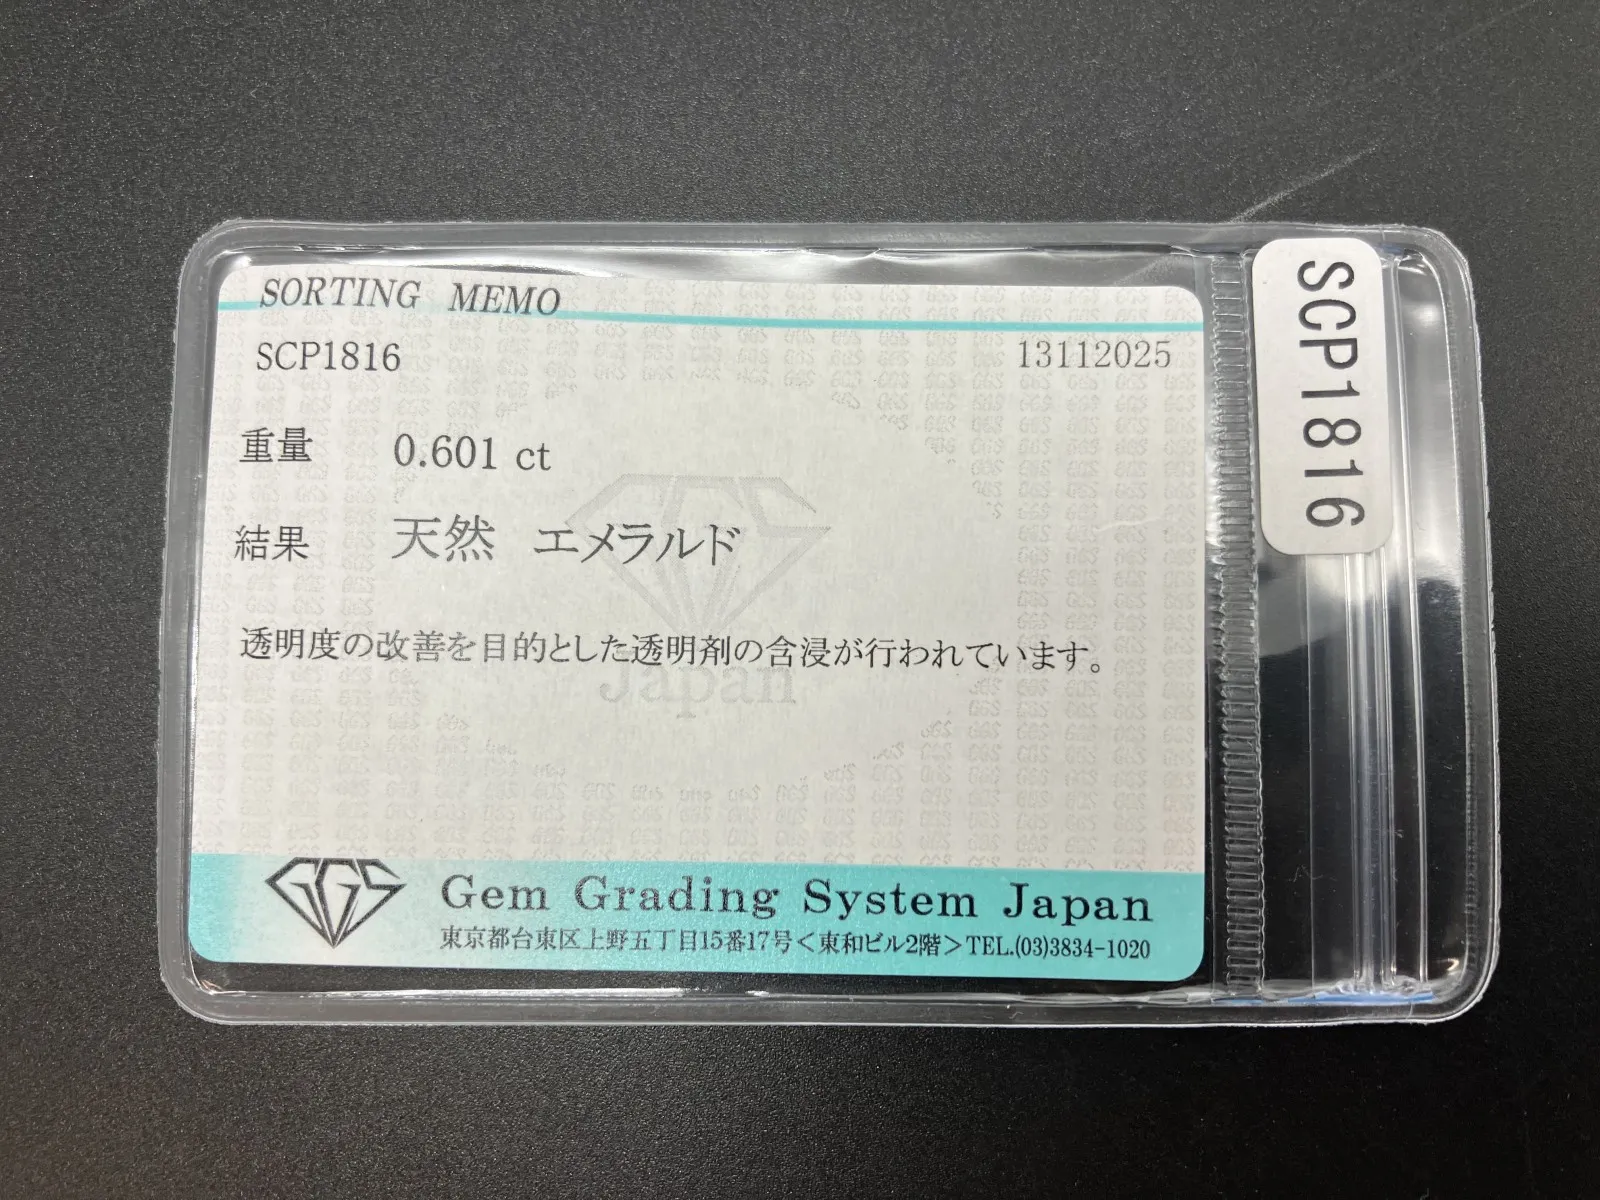 SORTING MEMO
SCP1816 13112025
重量 0.601 ct
結果 天然 エメラルド
透明度の改善を目的とした透明剤の含浸が行われています。
GGS
Japan
GGS Gem Grading System Japan
東京都台東区上野五丁目15番17号<東和ビル2階>TEL.(03)3834-1020
SCP1816